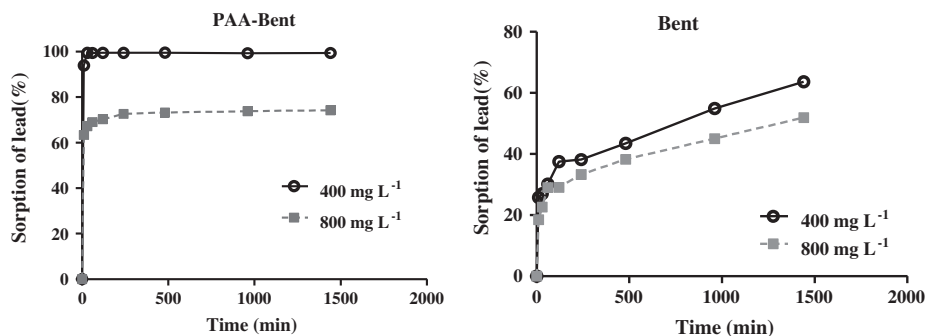 PAA-Bent
Sorption of lead(%)
100
80
60
40
20
0
400 mg L⁻¹
800 mg L⁻¹
0 500 1000 1500 2000
Time (min)
Bent
Sorption of lead(%)
80
60
40
20
0
400 mg L⁻¹
800 mg L⁻¹
0 500 1000 1500 2000
Time (min)